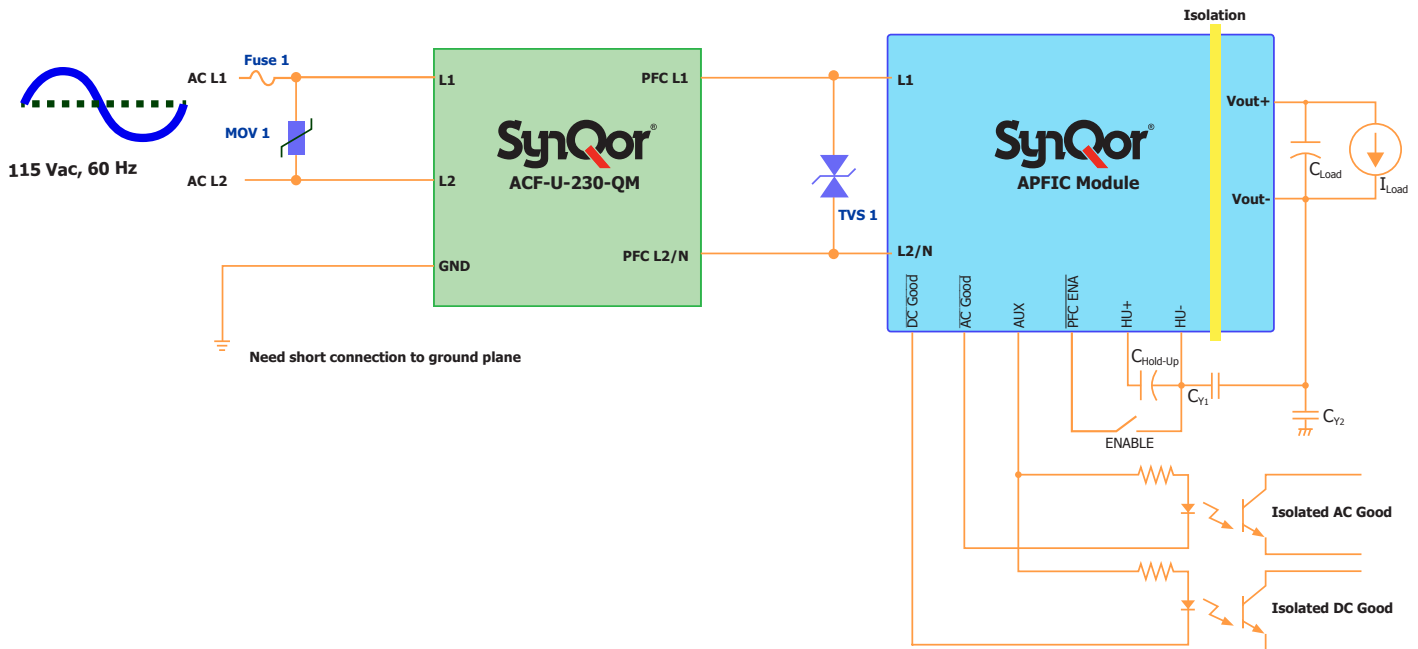 Isolation
Fuse 1
AC L1
L1
PFC L1
L1
Vout+
MOV 1
SynQor®
SynQor®
115 Vac, 60 Hz
AC L2
L2
ACF-U-230-QM
APFIC Module
CLoad
ILoad
TVS 1
Vout-
GND
PFC L2/N
L2/N
DC Good
AC Good
AUX
PFC ENA
HU+
HU-
Need short connection to ground plane
CHold-Up
CY1
CY2
ENABLE
Isolated AC Good
Isolated DC Good